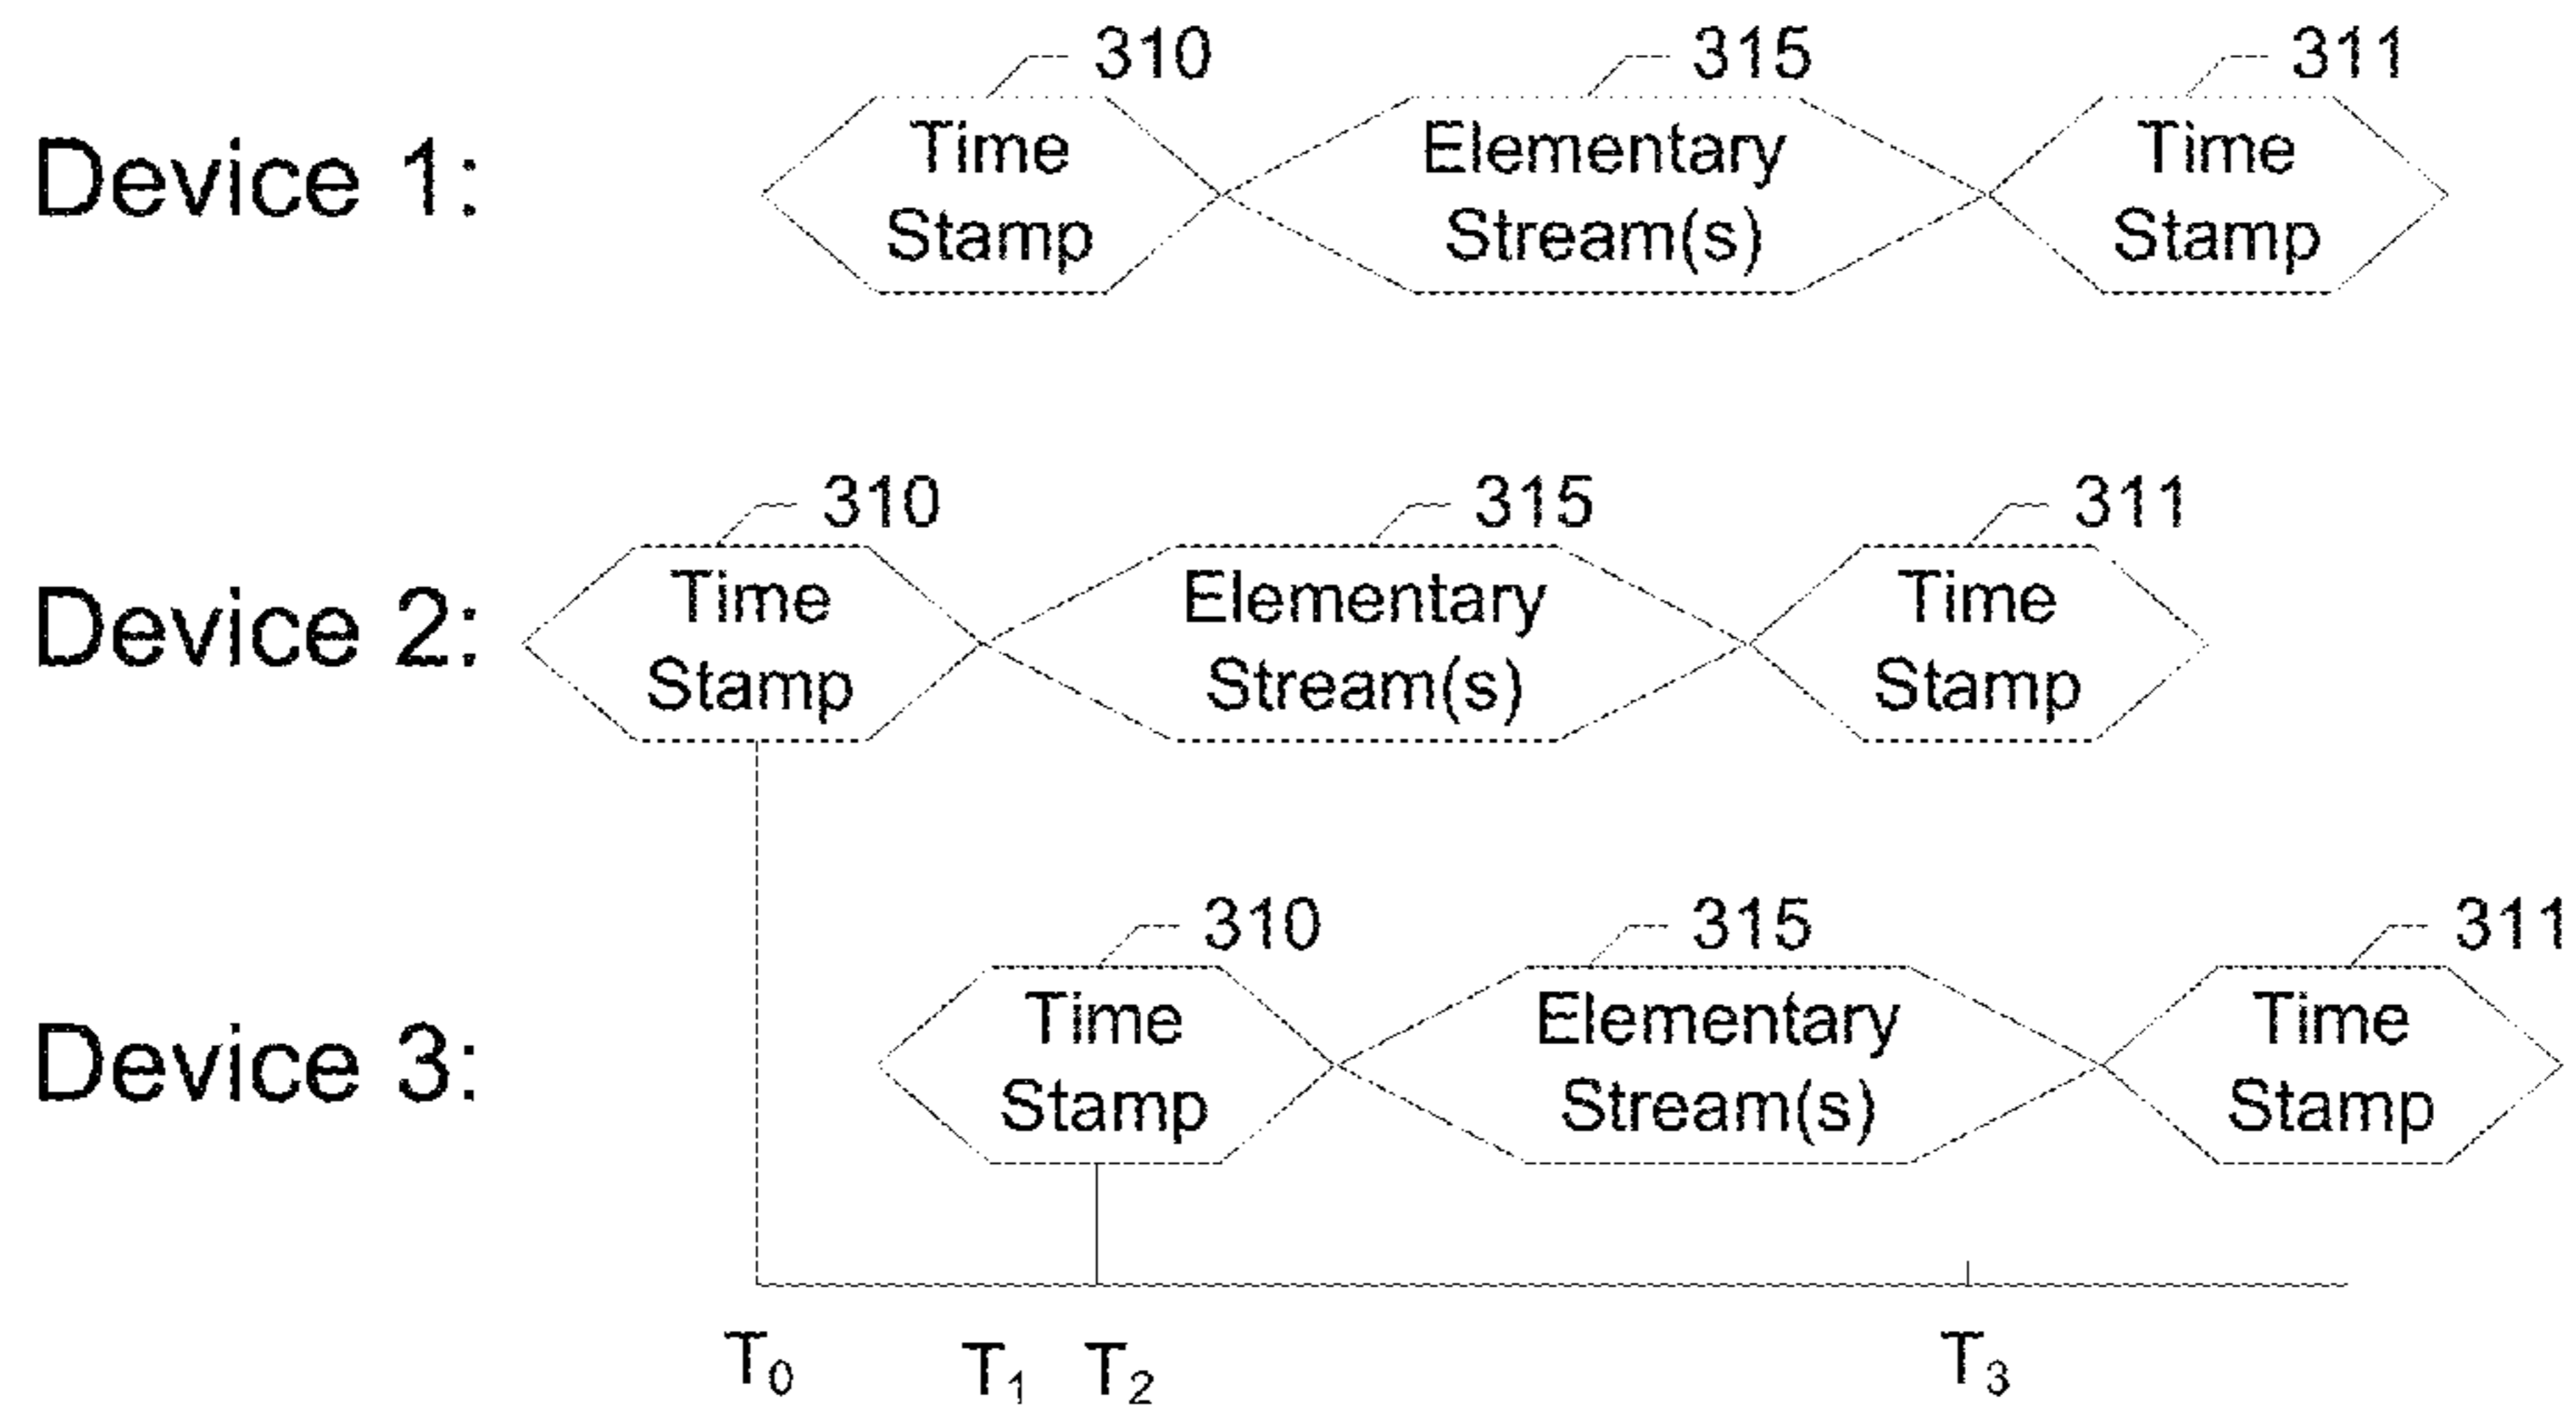 310 315 311
Device 1: Time Stamp Elementary Stream(s) Time Stamp
310 315 311
Device 2: Time Stamp Elementary Stream(s) Time Stamp
310 315 311
Device 3: Time Stamp Elementary Stream(s) Time Stamp
T0 T1 T2 T3